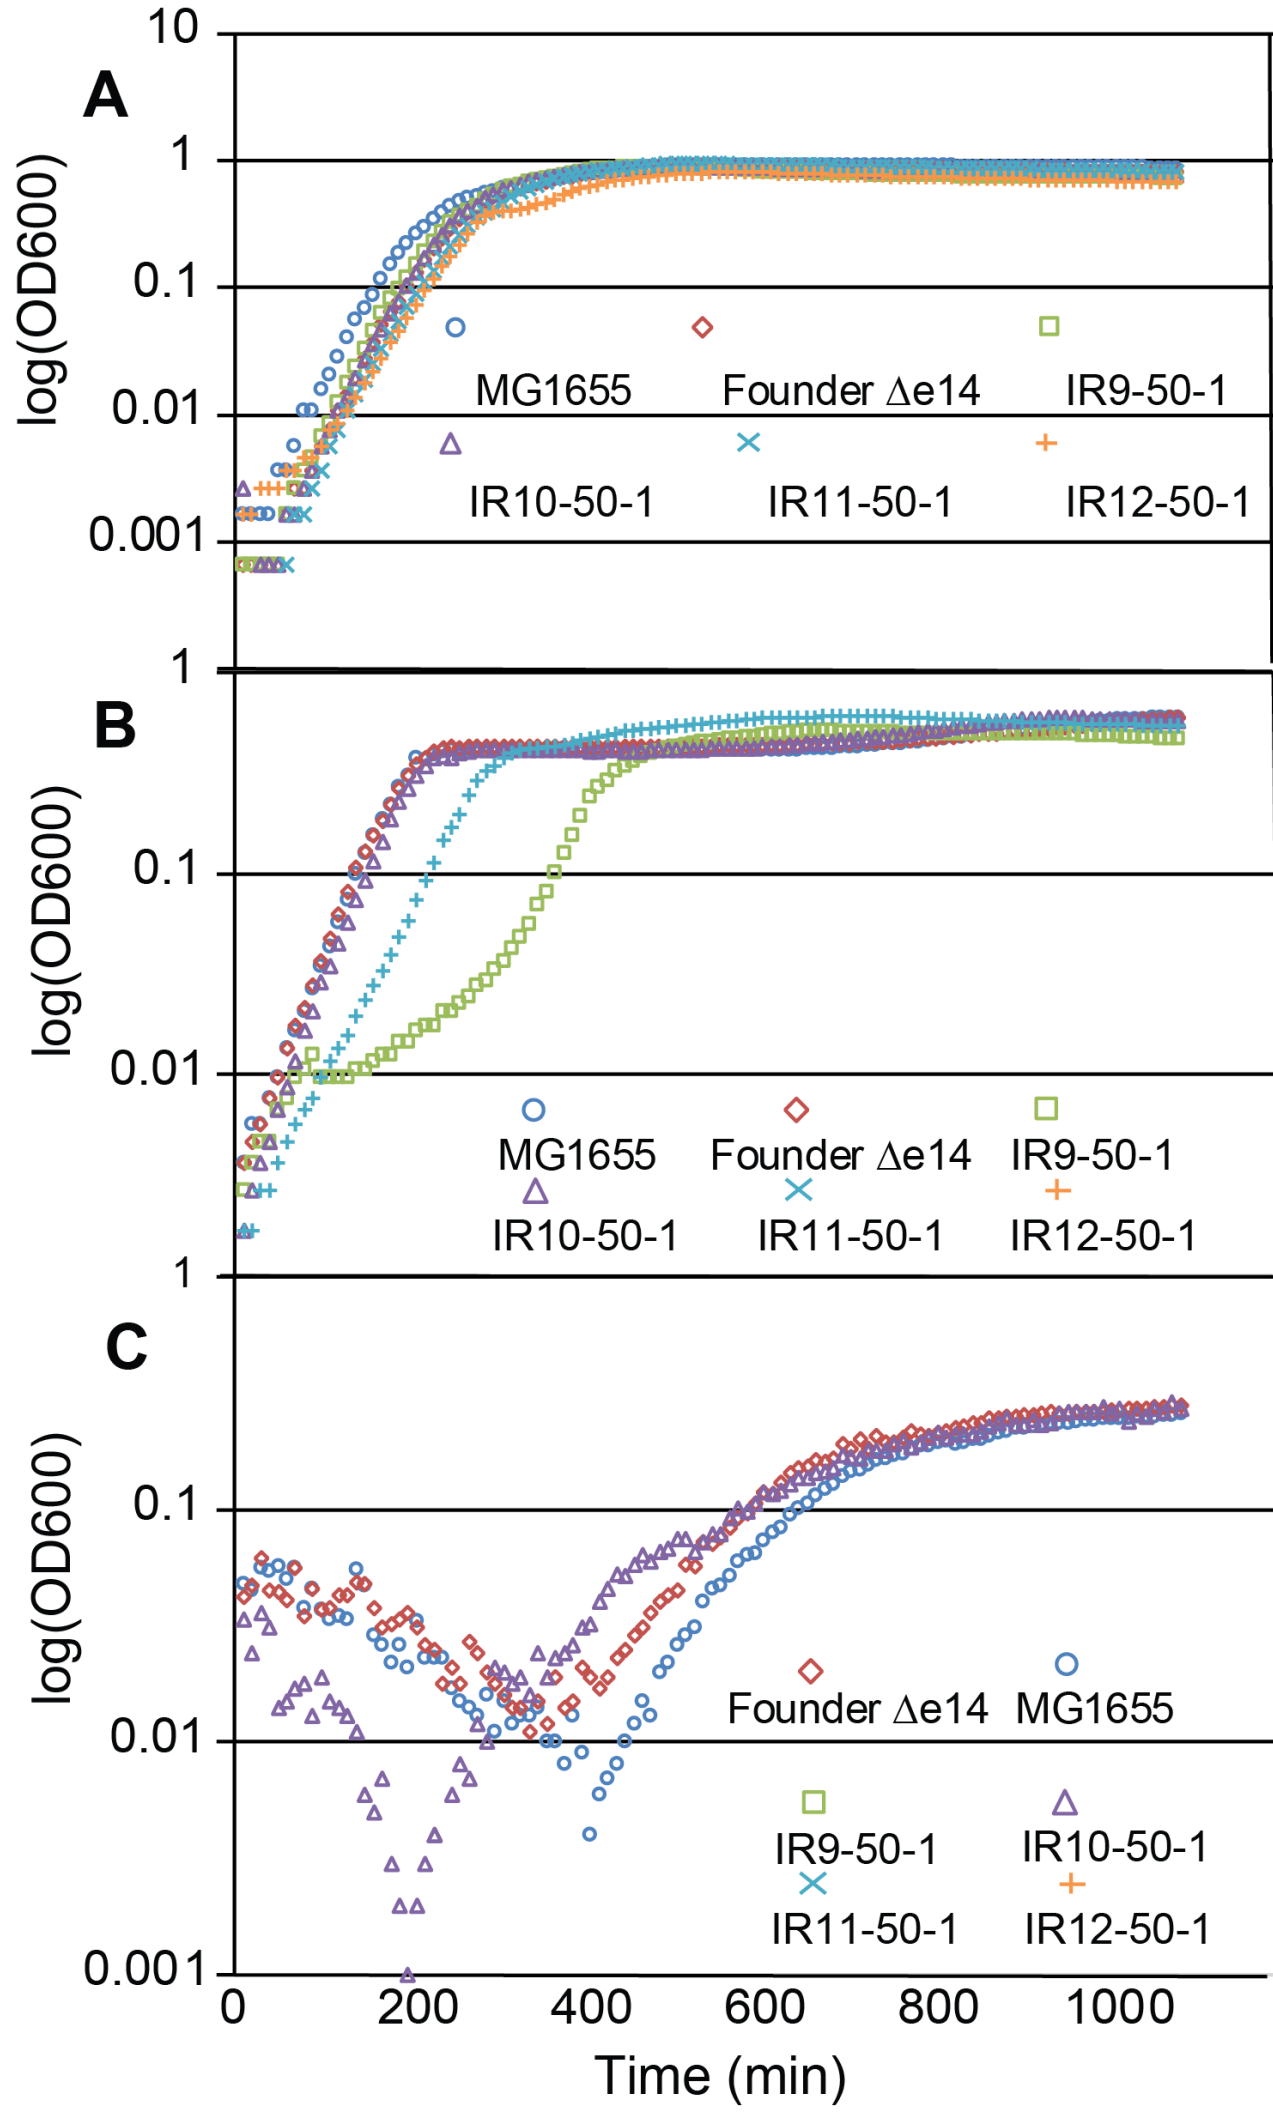 10
A
1
0.1
0.01
0.001
log(OD600)
MG1655 Founder Δe14 IR9-50-1
IR10-50-1 IR11-50-1 IR12-50-1
1
B
0.1
0.01
log(OD600)
MG1655 Founder Δe14 IR9-50-1
IR10-50-1 IR11-50-1 IR12-50-1
1
C
0.1
0.01
0.001
log(OD600)
Founder Δe14 MG1655
IR9-50-1 IR10-50-1
IR11-50-1 IR12-50-1
0 200 400 600 800 1000
Time (min)